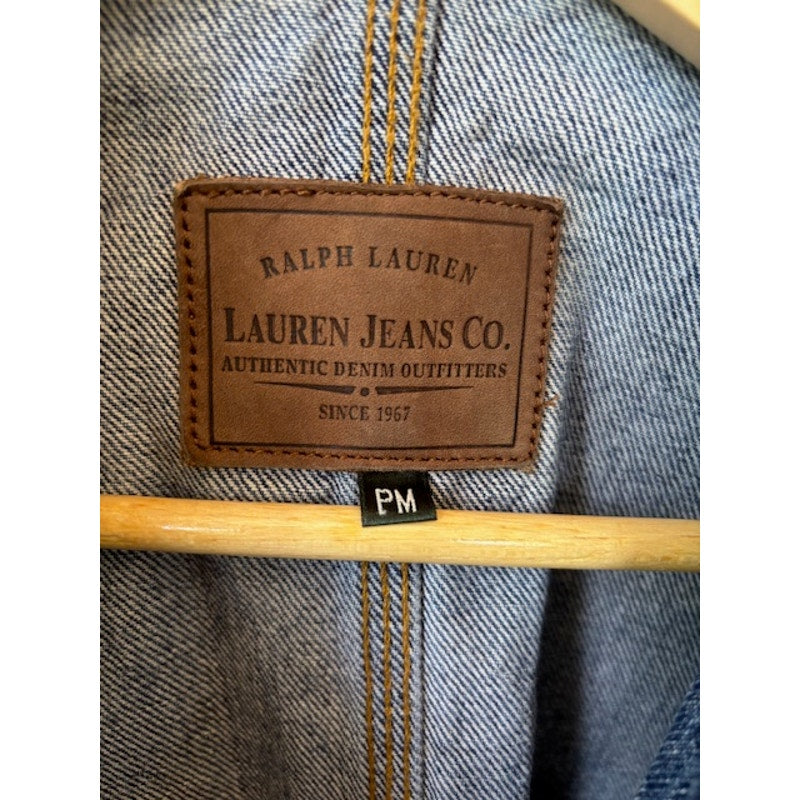 RALPH LAUREN
LAUREN JEANS CO.
AUTHENTIC DENIM OUTFITTERS
SINCE 1967
PM